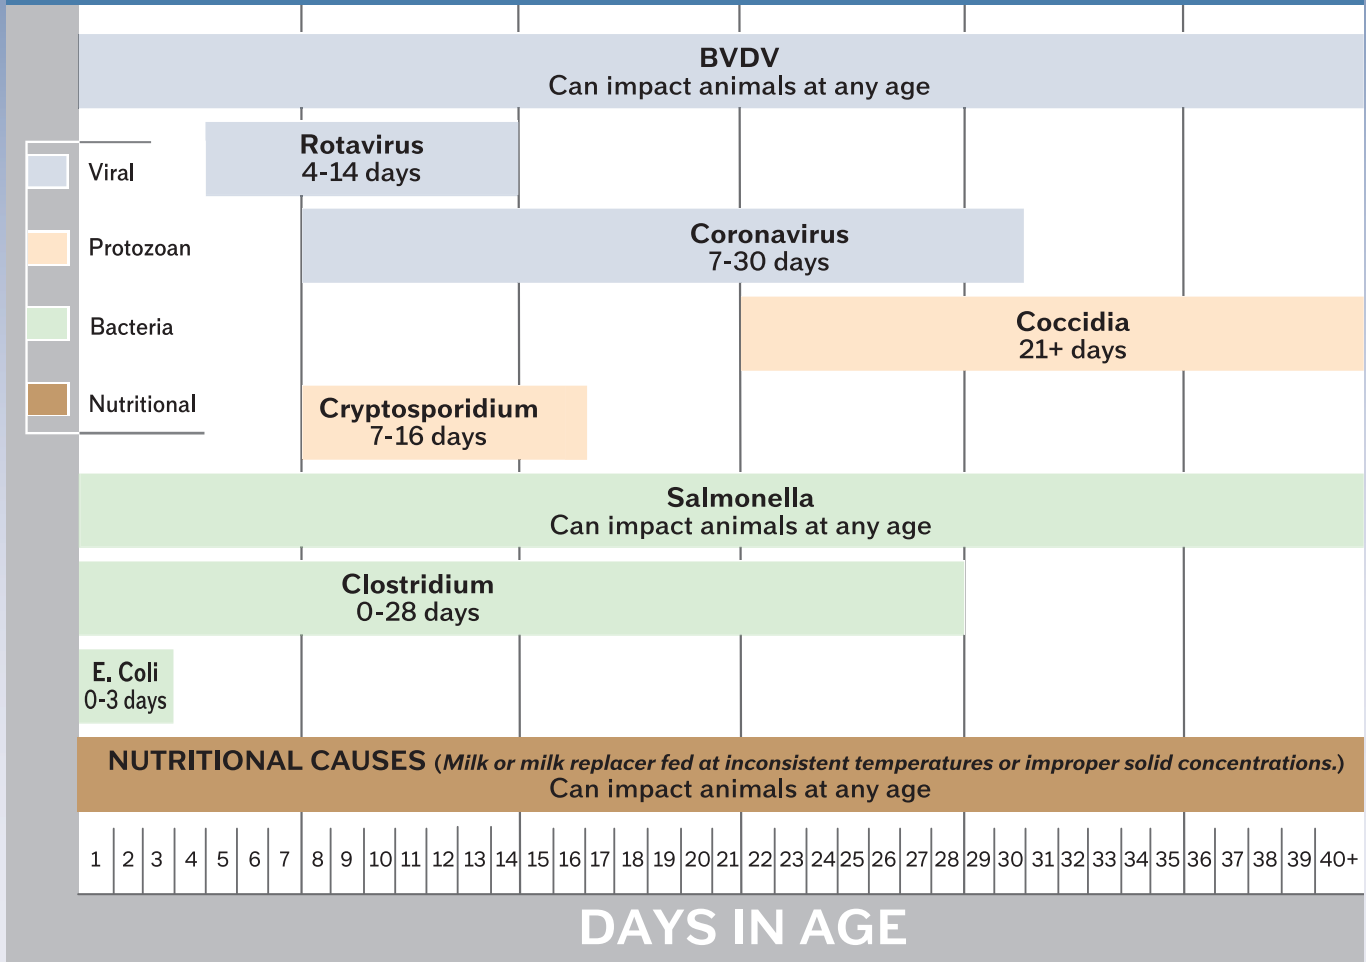 BVDV
Can impact animals at any age
Rotavirus
4-14 days
Viral
Coronavirus
7-30 days
Protozoan
Coccidia
21+ days
Bacteria
Nutritional
Cryptosporidium
7-16 days
Salmonella
Can impact animals at any age
Clostridium
0-28 days
E. Coli
0-3 days
NUTRITIONAL CAUSES (Milk or milk replacer fed at inconsistent temperatures or improper solid concentrations.)
Can impact animals at any age
1 2 3 4 5 6 7 8 9 10 11 12 13 14 15 16 17 18 19 20 21 22 23 24 25 26 27 28 29 30 31 32 33 34 35 36 37 38 39 40+
DAYS IN AGE